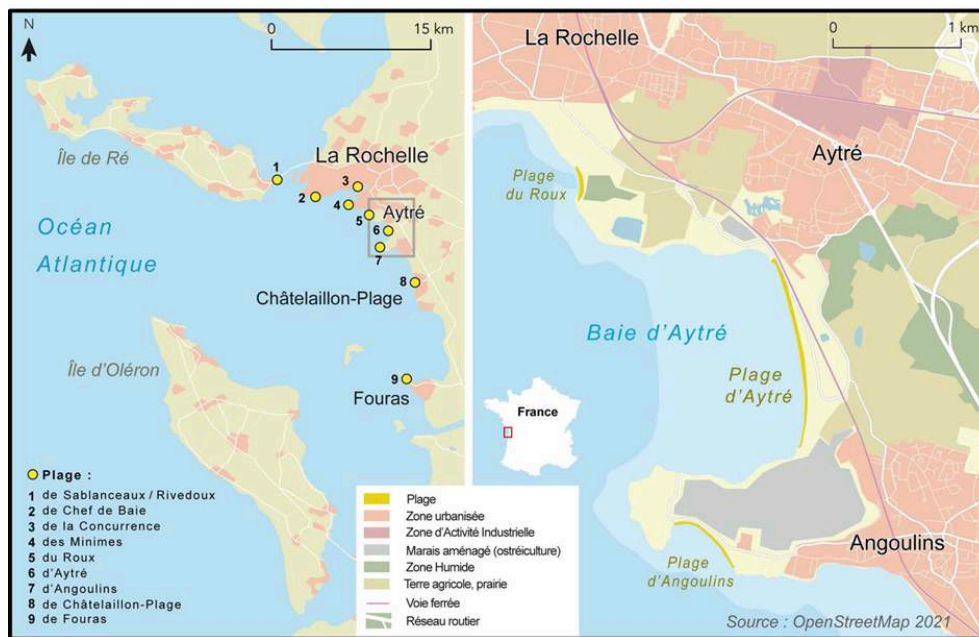 N
0
15 km
Île de Ré
La Rochelle
1
2
3
4
5
Aytré
6
7
Océan
Atlantique
8
Châtelaillon-Plage
Île d'Oléron
9
Fouras
Plage :
1 de Sablanceaux / Rivedoux
2 de Chef de Baie
3 de la Concurrence
4 des Minimes
5 du Roux
6 d'Aytré
7 d'Angoulins
8 de Châtelaillon-Plage
9 de Fouras
La Rochelle
0
1 km
Aytré
Plage
du Roux
Baie d'Aytré
Plage
d'Aytré
France
Plage
Zone urbanisée
Zone d'Activité Industrielle
Marais aménagé (ostréiculture)
Zone Humide
Terre agricole, prairie
Voie ferrée
Réseau routier
Plage
d'Angoulins
Angoulins
Source : OpenStreetMap 2021